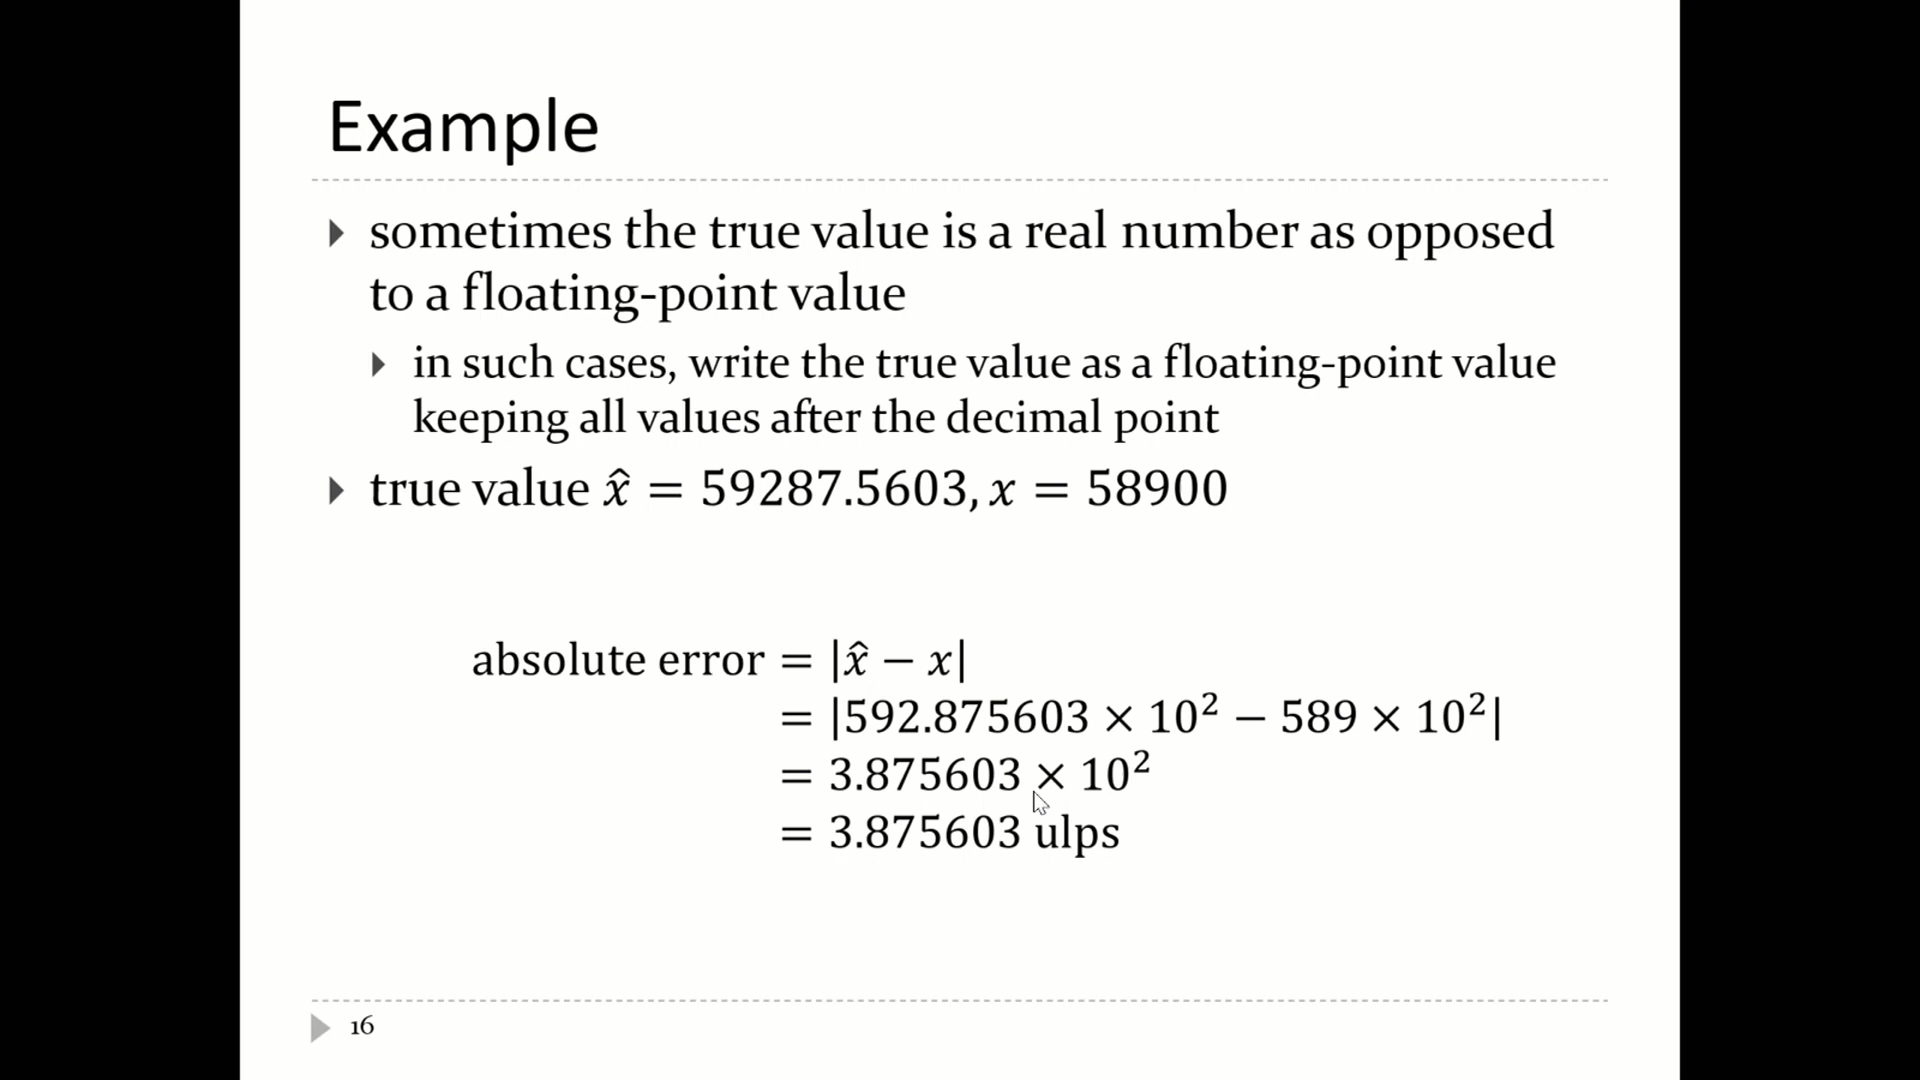 Example
sometimes the true value is a real number as opposed
to a floating-point value
in such cases, write the true value as a floating-point value
keeping all values after the decimal point
true value x̂ = 59287.5603, x = 58900
absolute error = |x̂ − x|
= |592.875603 × 10² − 589 × 10²|
= 3.875603 × 10²
= 3.875603 ulps
16